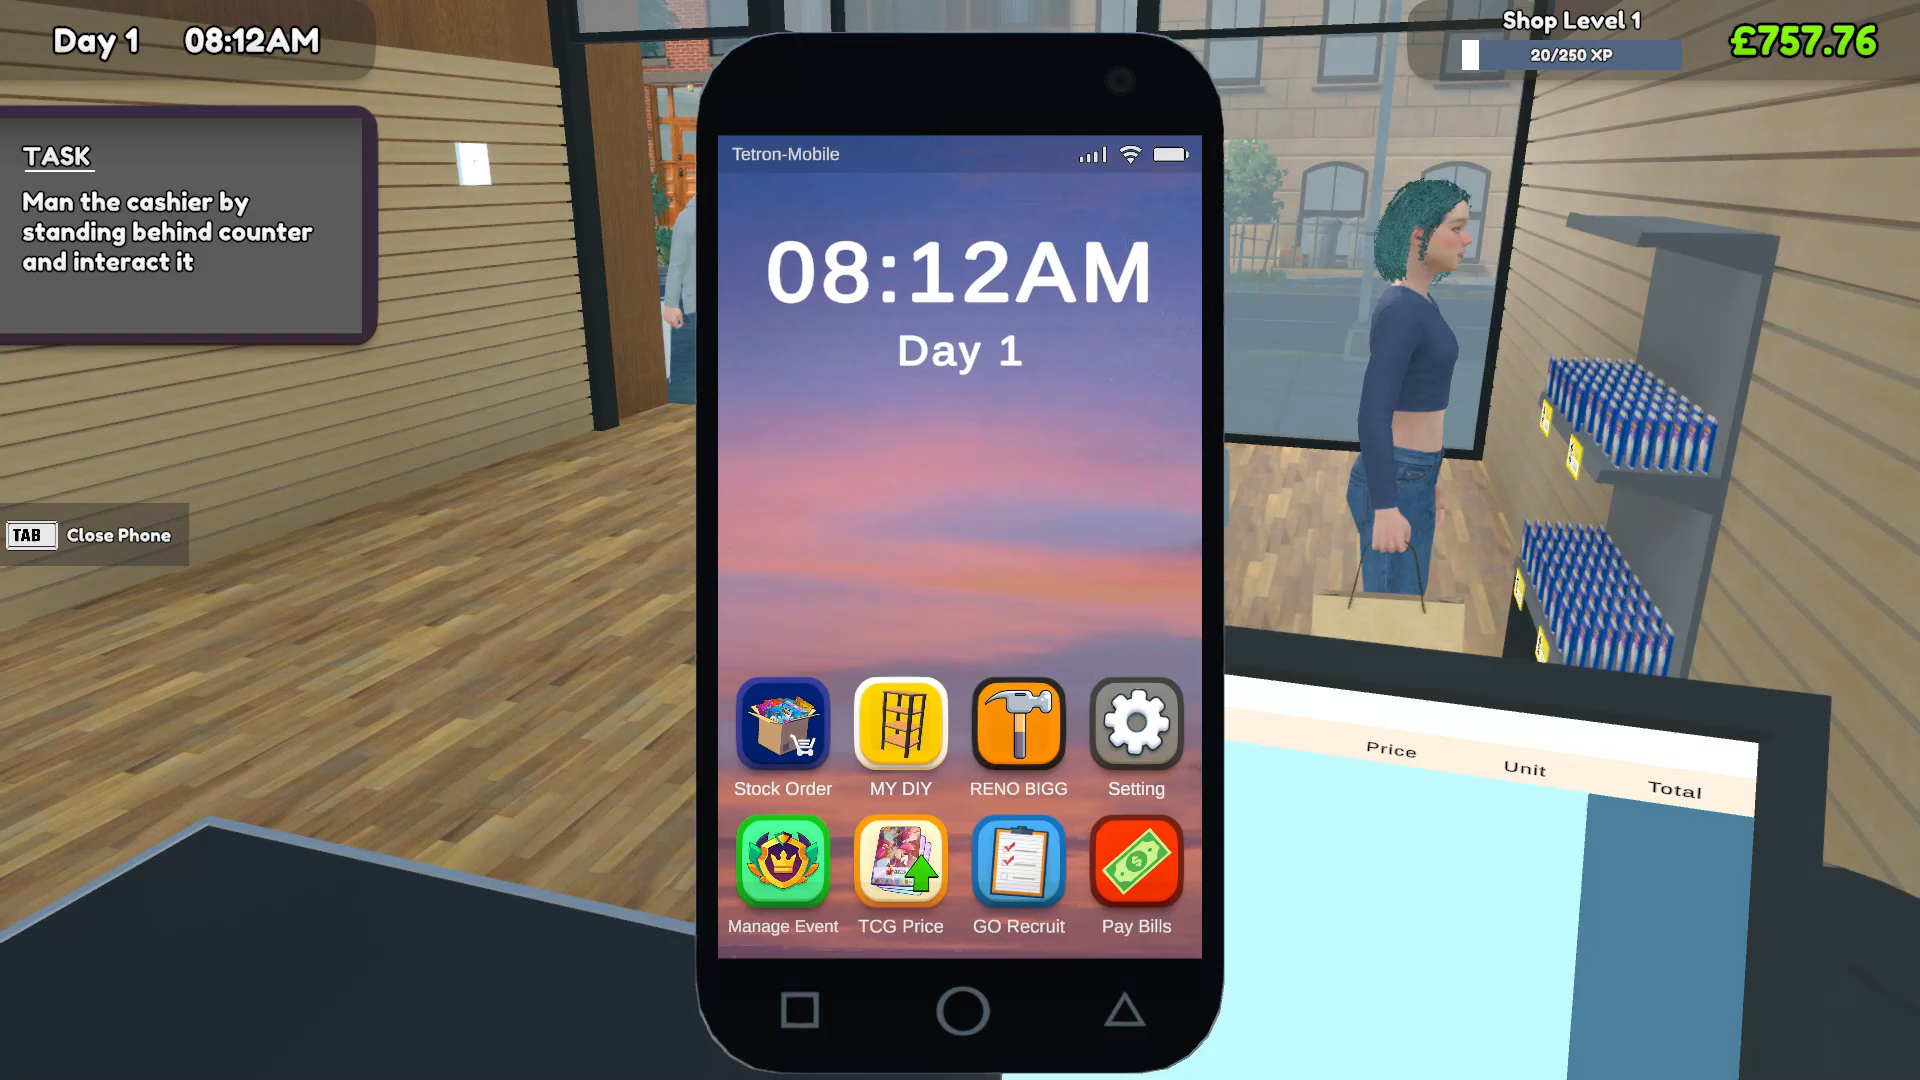 Day 1 08:12AM
Shop Level 1
20/250 XP
£757.76
TASK
Man the cashier by
standing behind counter
and interact it
TAB Close Phone
Tetron-Mobile
08:12AM
Day 1
Stock Order MY DIY RENO BIGG Setting
Manage Event TCG Price GO Recruit Pay Bills
Price Unit Total